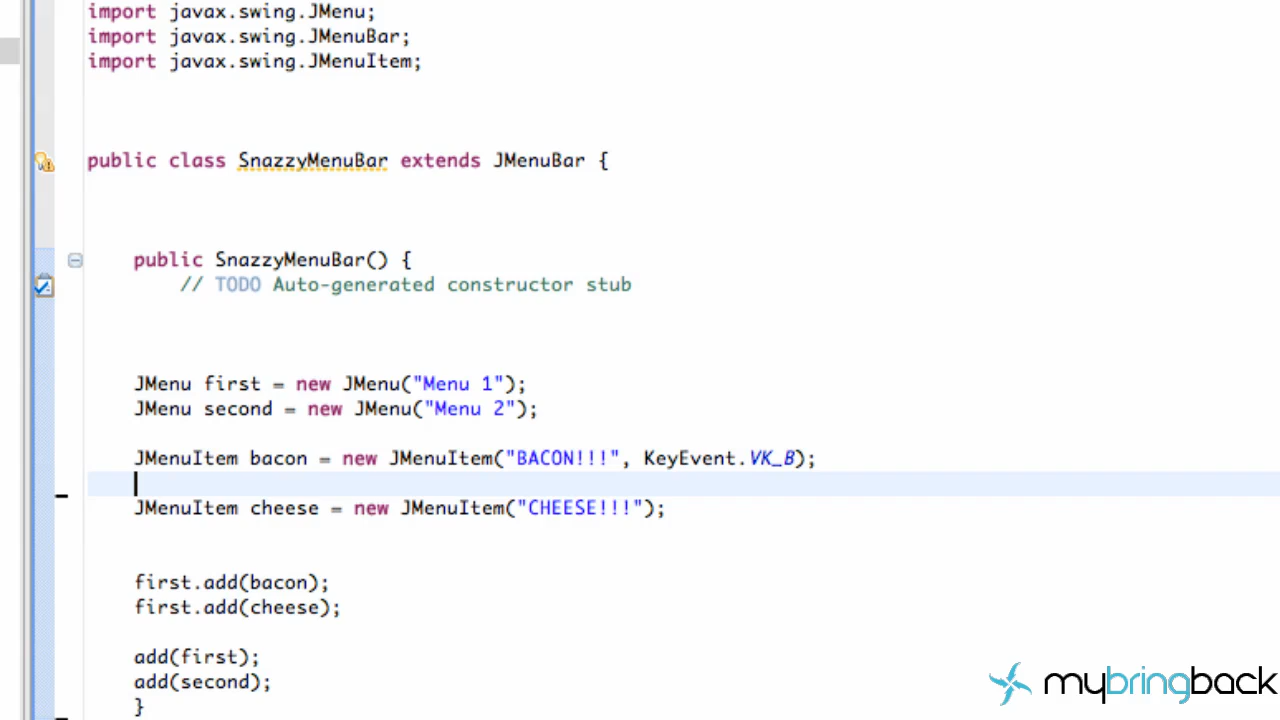 import javax.swing.JMenu;
import javax.swing.JMenuBar;
import javax.swing.JMenuItem;
public class SnazzyMenuBar extends JMenuBar {
public SnazzyMenuBar() {
// TODO Auto-generated constructor stub
JMenu first = new JMenu("Menu 1");
JMenu second = new JMenu("Menu 2");
JMenuItem bacon = new JMenuItem("BACON!!!", KeyEvent.VK_B);
JMenuItem cheese = new JMenuItem("CHEESE!!!");
first.add(bacon);
first.add(cheese);
add(first);
add(second);
}
mybringback